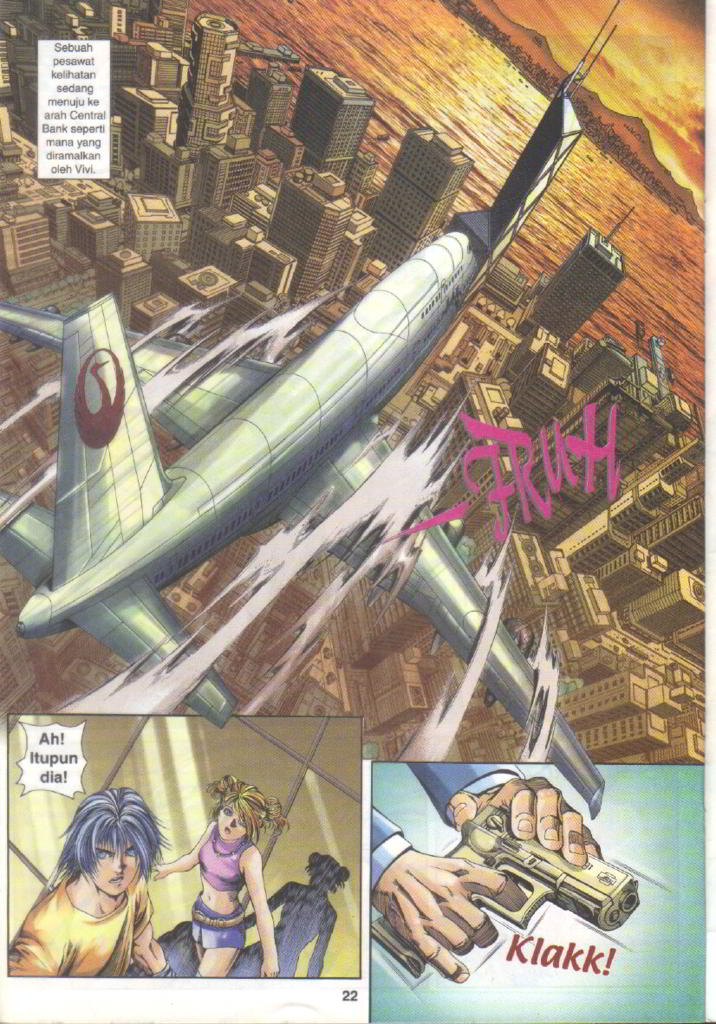 Sebuah
pesawat
kelihatan
sedang
menuju ke
arah Central
Bank seperti
mana yang
diramalkan
oleh Vivi.
FRUH
Ah!
Itupun
dia!
Klakk!
22